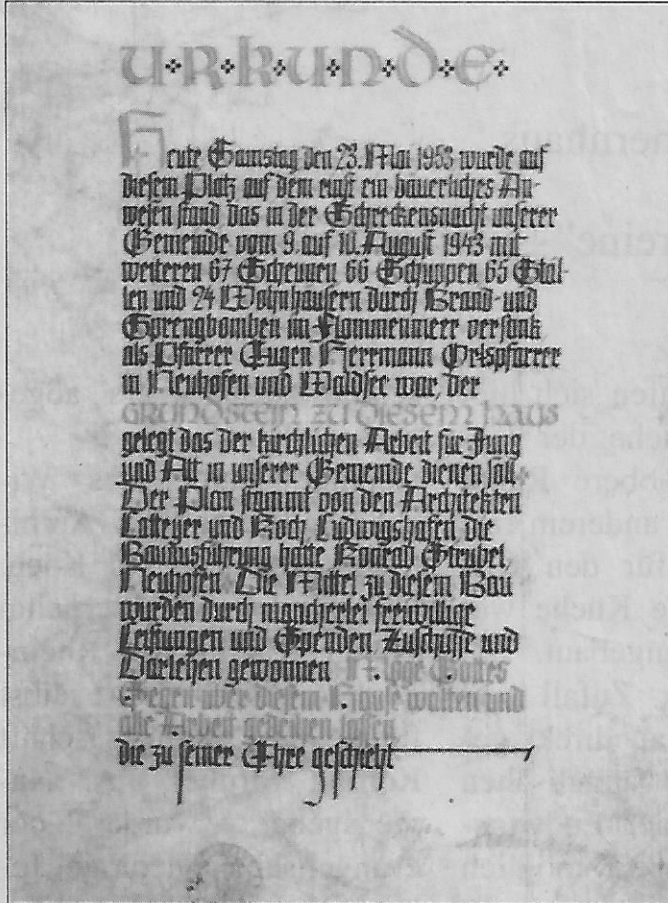 U·R·K·U·N·D·E·
Heute Samstag den 23. Mai 1953 wurde auf
diesem Platz auf dem einst ein bäuerliches An-
wesen stand das in der Schreckensnacht unserer
Gemeinde vom 9. auf 10. August 1943 mit
weiteren 67 Scheunen 66 Schuppen 65 Stäl-
len und 24 Wohnhäusern durch Brand- und
Sprengbomben im Flammenmeer versank
als Pfarrer Eugen Herrmann Ortspfarrer
in Neuhofen und Waldsee war, der
GRUNDSTEIN ZU DIESEM HAUS
gelegt das der kirchlichen Arbeit für Jung
und Alt in unserer Gemeinde dienen soll.
Der Plan stammt von den Architekten
Latteyer und Koch, Ludwigshafen, die
Bauausführung hatte Konrad Strubel,
Neuhofen. Die Mittel zu diesem Bau
wurden durch mancherlei freiwillige
Leistungen und Spenden Zuschüsse und
Darlehen gewonnen. Möge Gottes
Segen über diesem Hause walten und
alle Arbeit gedeihen lassen
die zu seiner Ehre geschieht